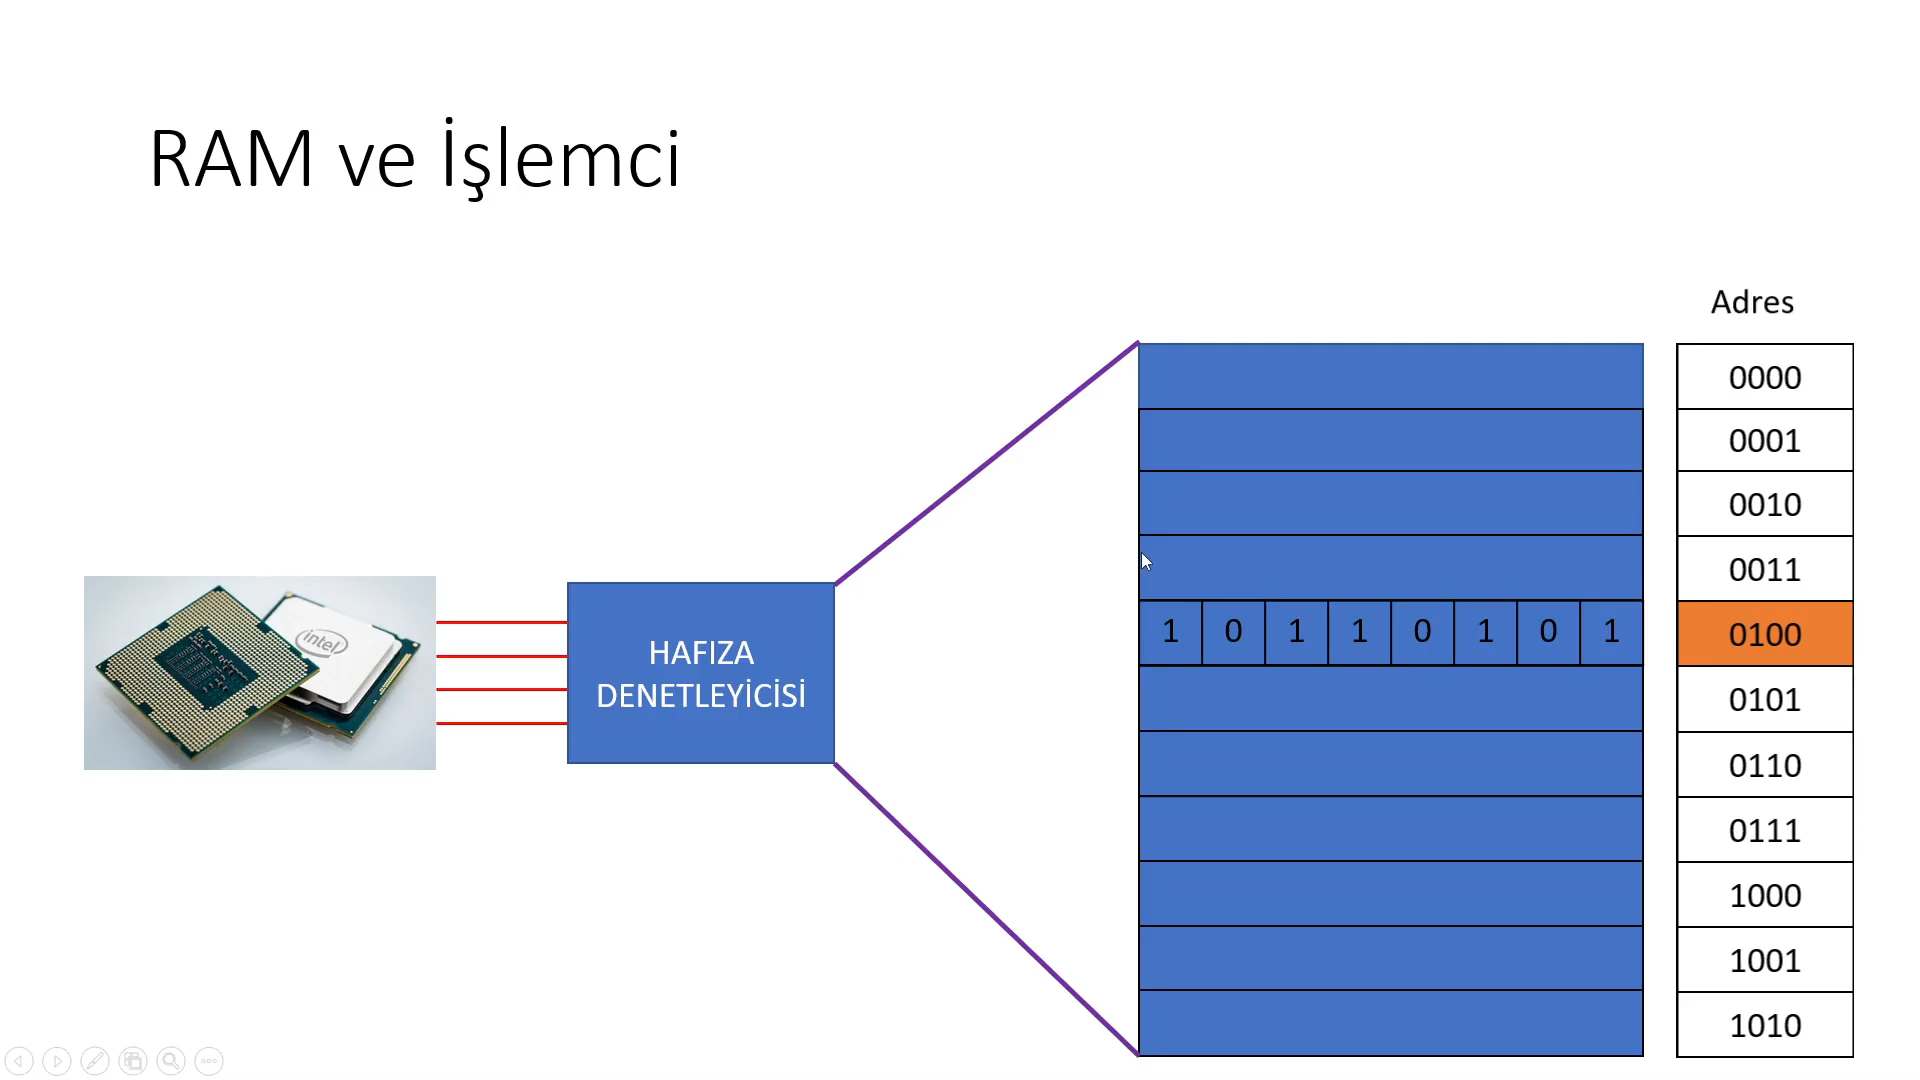 RAM ve İşlemci
Adres
0000
0001
0010
0011
1 0 1 1 0 1 0 1 0100
0101
0110
0111
1000
1001
1010
HAFIZA
DENETLEYİCİSİ
intel